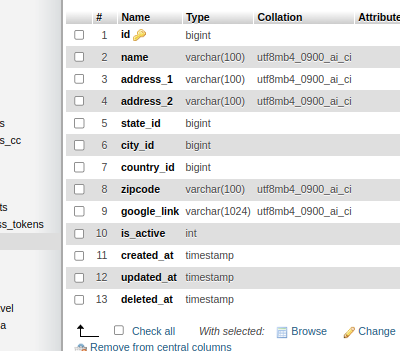 # Name Type Collation Attribute
1 id bigint
2 name varchar(100) utf8mb4_0900_ai_ci
3 address_1 varchar(100) utf8mb4_0900_ai_ci
4 address_2 varchar(100) utf8mb4_0900_ai_ci
5 state_id bigint
s_cc
6 city_id bigint
7 country_id bigint
8 zipcode varchar(100) utf8mb4_0900_ai_ci
ts
9 google_link varchar(1024) utf8mb4_0900_ai_ci
ss_tokens
10 is_active int
11 created_at timestamp
12 updated_at timestamp
13 deleted_at timestamp
vel
a
Check all With selected: Browse Change
Remove from central columns